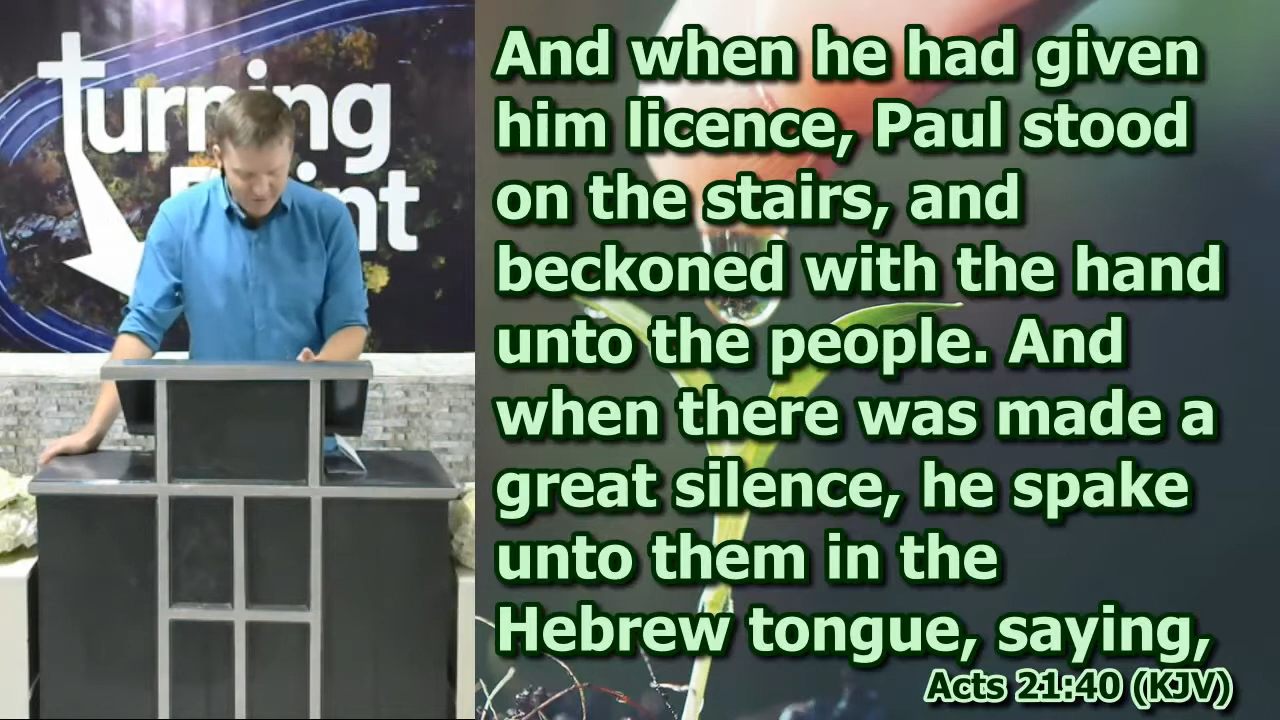 turning
Point
And when he had given
him licence, Paul stood
on the stairs, and
beckoned with the hand
unto the people. And
when there was made a
great silence, he spake
unto them in the
Hebrew tongue, saying,
Acts 21:40 (KJV)